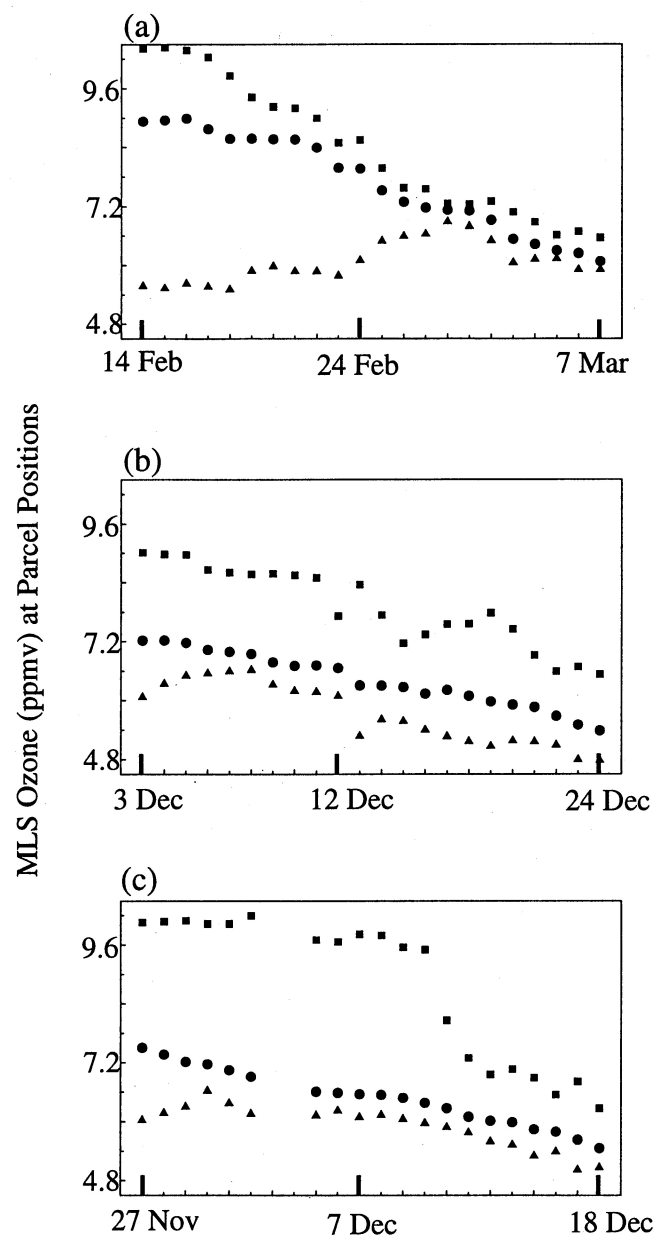 (a)
9.6
7.2
4.8
14 Feb 24 Feb 7 Mar
MLS Ozone (ppmv) at Parcel Positions
(b)
9.6
7.2
4.8
3 Dec 12 Dec 24 Dec
(c)
9.6
7.2
4.8
27 Nov 7 Dec 18 Dec